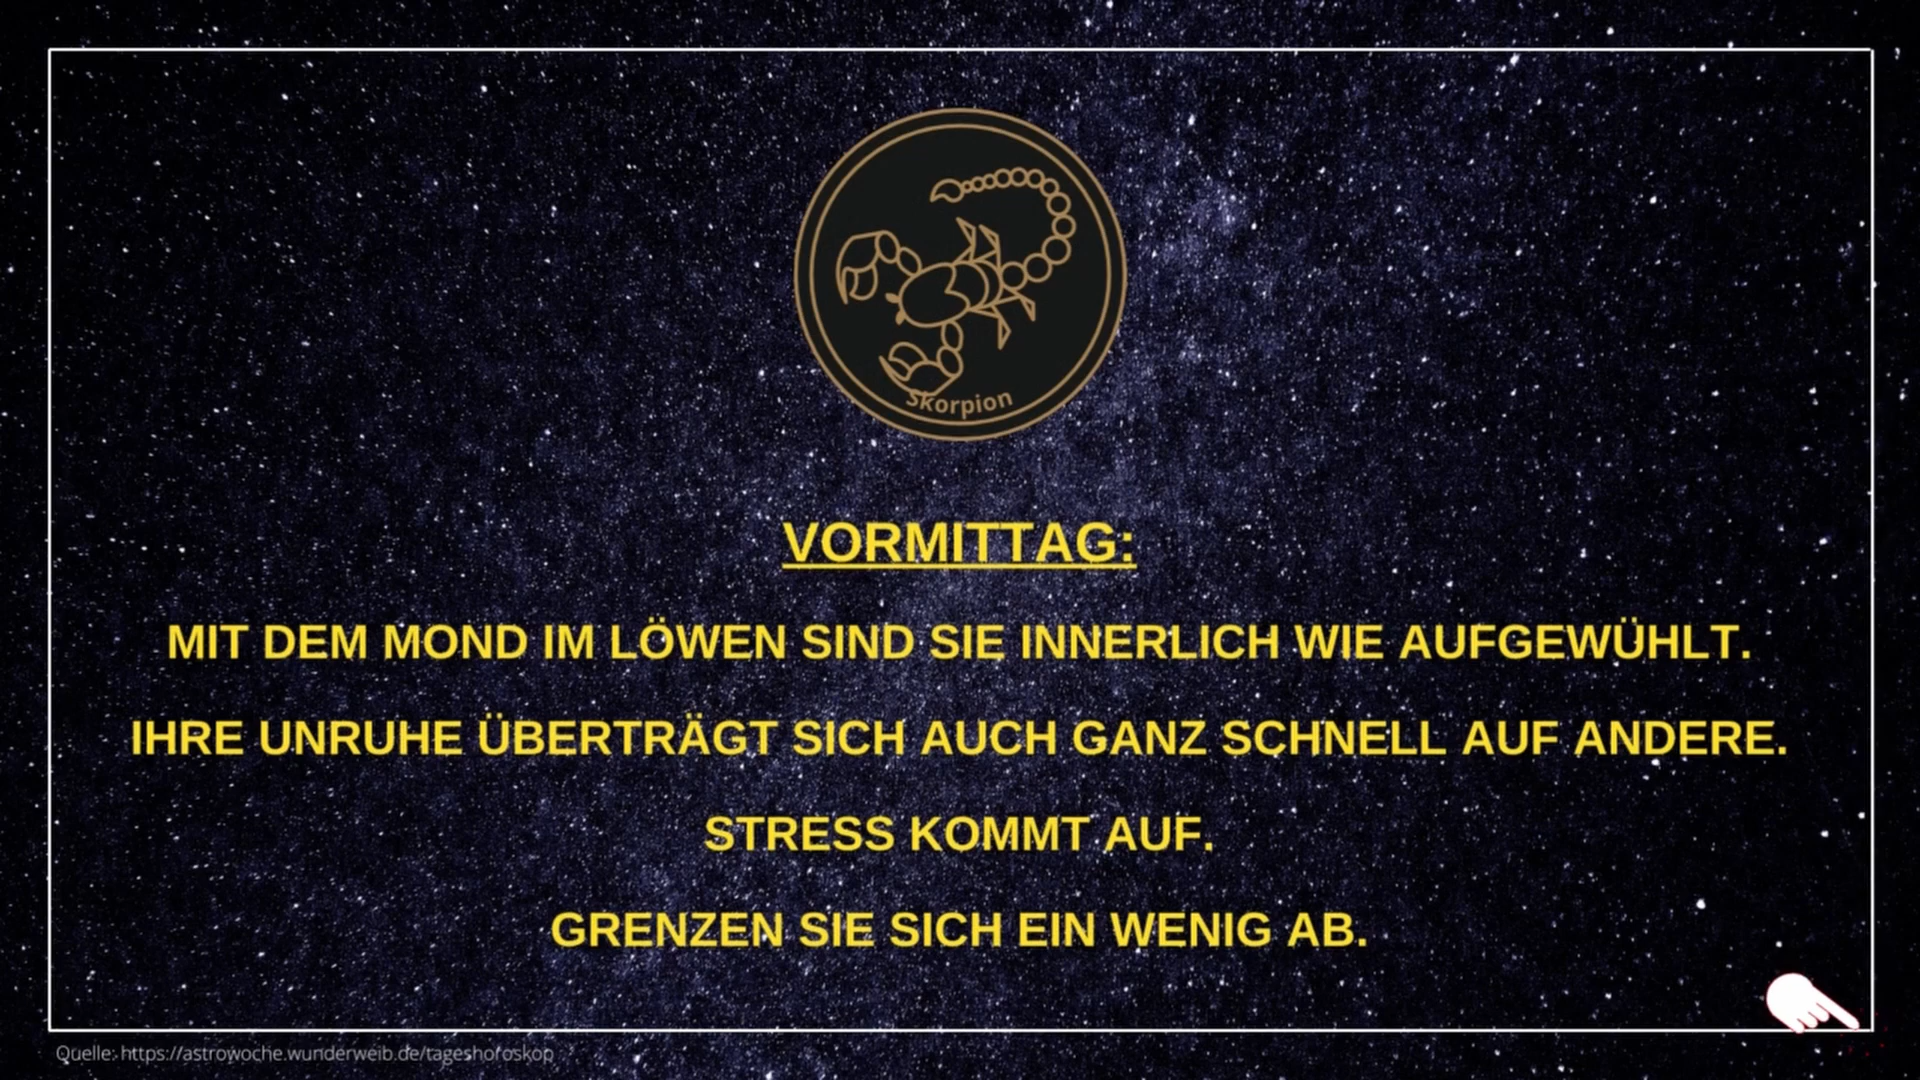 Skorpion
VORMITTAG:
MIT DEM MOND IM LÖWEN SIND SIE INNERLICH WIE AUFGEWÜHLT.
IHRE UNRUHE ÜBERTRÄGT SICH AUCH GANZ SCHNELL AUF ANDERE.
STRESS KOMMT AUF.
GRENZEN SIE SICH EIN WENIG AB.
Quelle: https://astrowoche.wunderweib.de/tageshoroskop